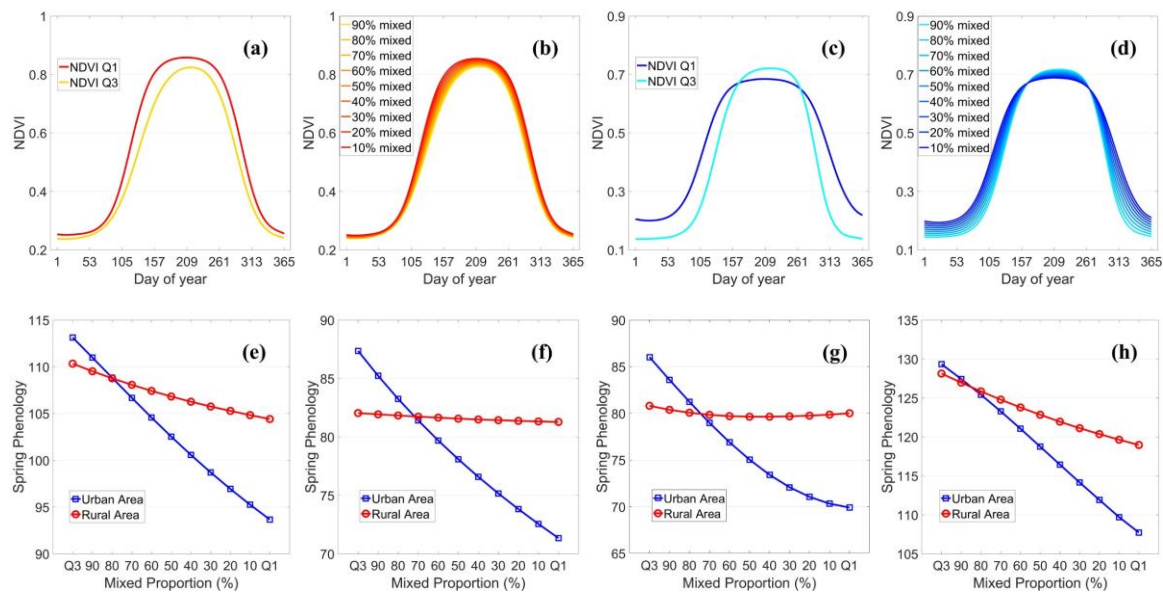 (a)
1
0.8
0.6
0.4
0.2
NDVI
NDVI Q1
NDVI Q3
1 53 105 157 209 261 313 365
Day of year
(b)
1
0.8
0.6
0.4
0.2
NDVI
90% mixed
80% mixed
70% mixed
60% mixed
50% mixed
40% mixed
30% mixed
20% mixed
10% mixed
1 53 105 157 209 261 313 365
Day of year
(c)
0.9
0.7
0.5
0.3
0.1
NDVI
NDVI Q1
NDVI Q3
1 53 105 157 209 261 313 365
Day of year
(d)
0.9
0.7
0.5
0.3
0.1
NDVI
90% mixed
80% mixed
70% mixed
60% mixed
50% mixed
40% mixed
30% mixed
20% mixed
10% mixed
1 53 105 157 209 261 313 365
Day of year
(e)
115
110
105
100
95
90
Spring Phenology
Urban Area
Rural Area
Q3 90 80 70 60 50 40 30 20 10 Q1
Mixed Proportion (%)
(f)
90
85
80
75
70
Spring Phenology
Urban Area
Rural Area
Q3 90 80 70 60 50 40 30 20 10 Q1
Mixed Proportion (%)
(g)
90
85
80
75
70
65
Spring Phenology
Urban Area
Rural Area
Q3 90 80 70 60 50 40 30 20 10 Q1
Mixed Proportion (%)
(h)
135
130
125
120
115
110
105
Spring Phenology
Urban Area
Rural Area
Q3 90 80 70 60 50 40 30 20 10 Q1
Mixed Proportion (%)